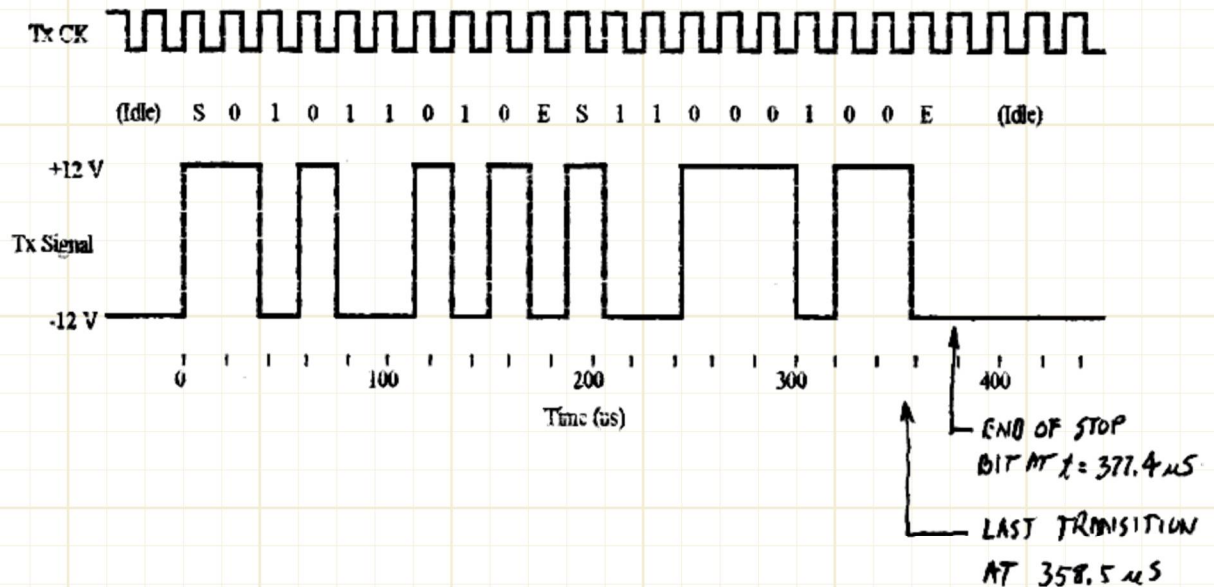 Tx CK
(Idle) S 0 1 0 1 1 0 1 0 E S 1 1 0 0 0 1 0 0 E (Idle)
+12 V
Tx Signal
-12 V
0 100 200 300 400
Time (us)
END OF STOP
BIT AT t = 377.4 uS
LAST TRANSITION
AT 358.5 uS